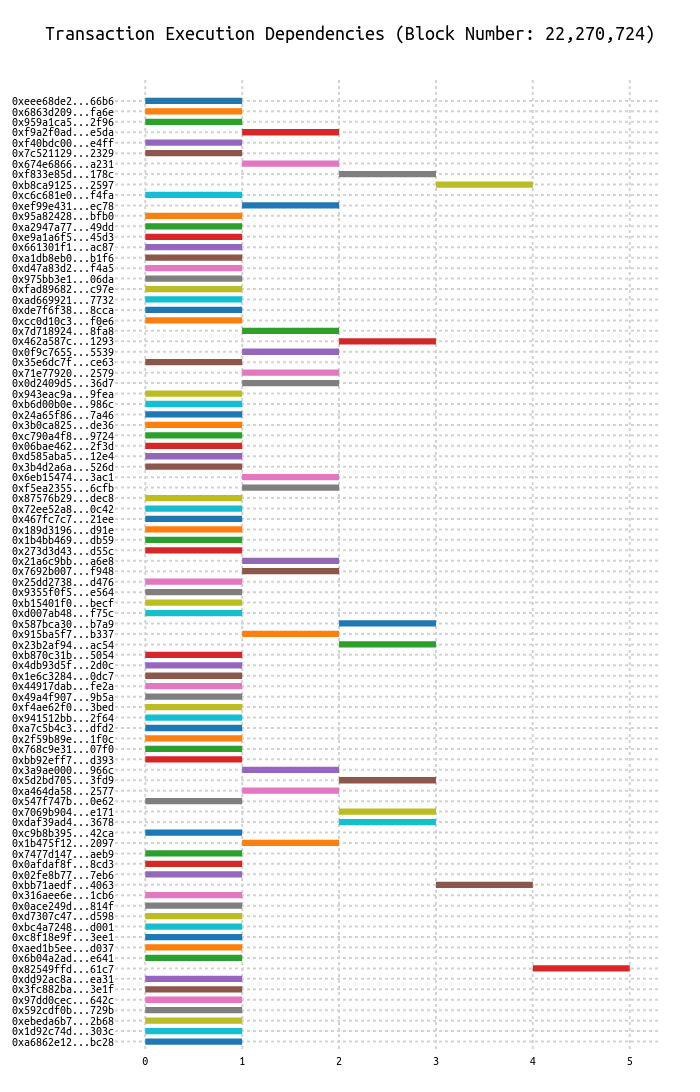 Transaction Execution Dependencies (Block Number: 22,270,724)
0xeee68de2...66b6
0x6863d209...fa6e
0x959a1ca5...2f96
0xf9a2f0ad...e5da
0xf40bdc00...e4ff
0x7c521129...2329
0x674e6866...a231
0xf833e85d...178c
0xb8ca9125...2597
0xc6c681e0...f4fa
0xef99e431...ec78
0x95a82428...bfb0
0xa2947a77...49dd
0xe9a1a6f5...45d3
0x661301f1...ac87
0xa1db8eb0...b1f6
0xd47a83d2...f4a5
0x975bb3e1...06da
0xfad89682...c97e
0xad669921...7732
0xde7f6f38...8cca
0xcc0d10c3...f0e6
0x7d718924...8fa8
0x462a587c...1293
0x0f9c7655...5539
0x35e6dc7f...ce63
0x71e77920...2579
0x0d2409d5...36d7
0x943eac9a...9fea
0xb6d00b0e...986c
0x24a65f86...7a46
0x3b0ca825...de36
0xc790a4f8...9724
0x06bae462...2f3d
0xd585aba5...12e4
0x3b4d2a6a...526d
0x6eb15474...3ac1
0xf5ea2355...6cfb
0x87576b29...dec8
0x72ee52a8...0c42
0x467fc7c7...21ee
0x189d3196...d91e
0x1b4bb469...db59
0x273d3d43...d55c
0x21a6c9bb...a6e8
0x7692b007...f948
0x25dd2738...d476
0x9355f0f5...e564
0xb15401f0...becf
0xd007ab48...f75c
0x587bca30...b7a9
0x915ba5f7...b337
0x23b2af94...ac54
0xb870c31b...5054
0x4db93d5f...2d0c
0x1e6c3284...0dc7
0x44917dab...fe2a
0x49a4f907...9b5a
0xf4ae62f0...3bed
0x941512bb...2f64
0xa7c5b4c3...dfd2
0x2f59b89e...1f0c
0x768c9e31...07f0
0xbb92eff7...d393
0x3a9ae000...966c
0x5d2bd705...3fd9
0xa464da58...2577
0x547f747b...0e62
0x7069b904...e171
0xdaf39ad4...3678
0xc9b8b395...42ca
0x1b475f12...2097
0x7477d147...aeb9
0x0afdaf8f...8cd3
0x02fe8b77...7eb6
0xbb71aedf...4063
0x316aee6e...1cb6
0x0ace249d...814f
0xd7307c47...d598
0xbc4a7248...d001
0xc8f18e9f...3ee1
0xaed1b5ee...d037
0x6b04a2ad...e641
0x82549ffd...61c7
0xdd92ac8a...ea31
0x3fc882ba...3e1f
0x97dd0cec...642c
0x592cdf0b...729b
0xebeda6b7...2b68
0x1d92c74d...303c
0xa6862e12...bc28
0 1 2 3 4 5